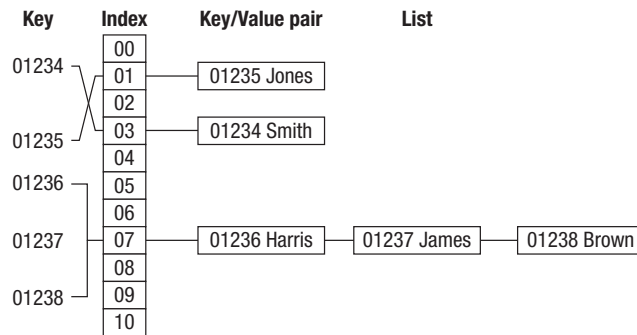 Key Index Key/Value pair List
00
01234
01 01235 Jones
02
01235 03 01234 Smith
04
01236 05
06
01237 07 01236 Harris 01237 James 01238 Brown
08
01238 09
10